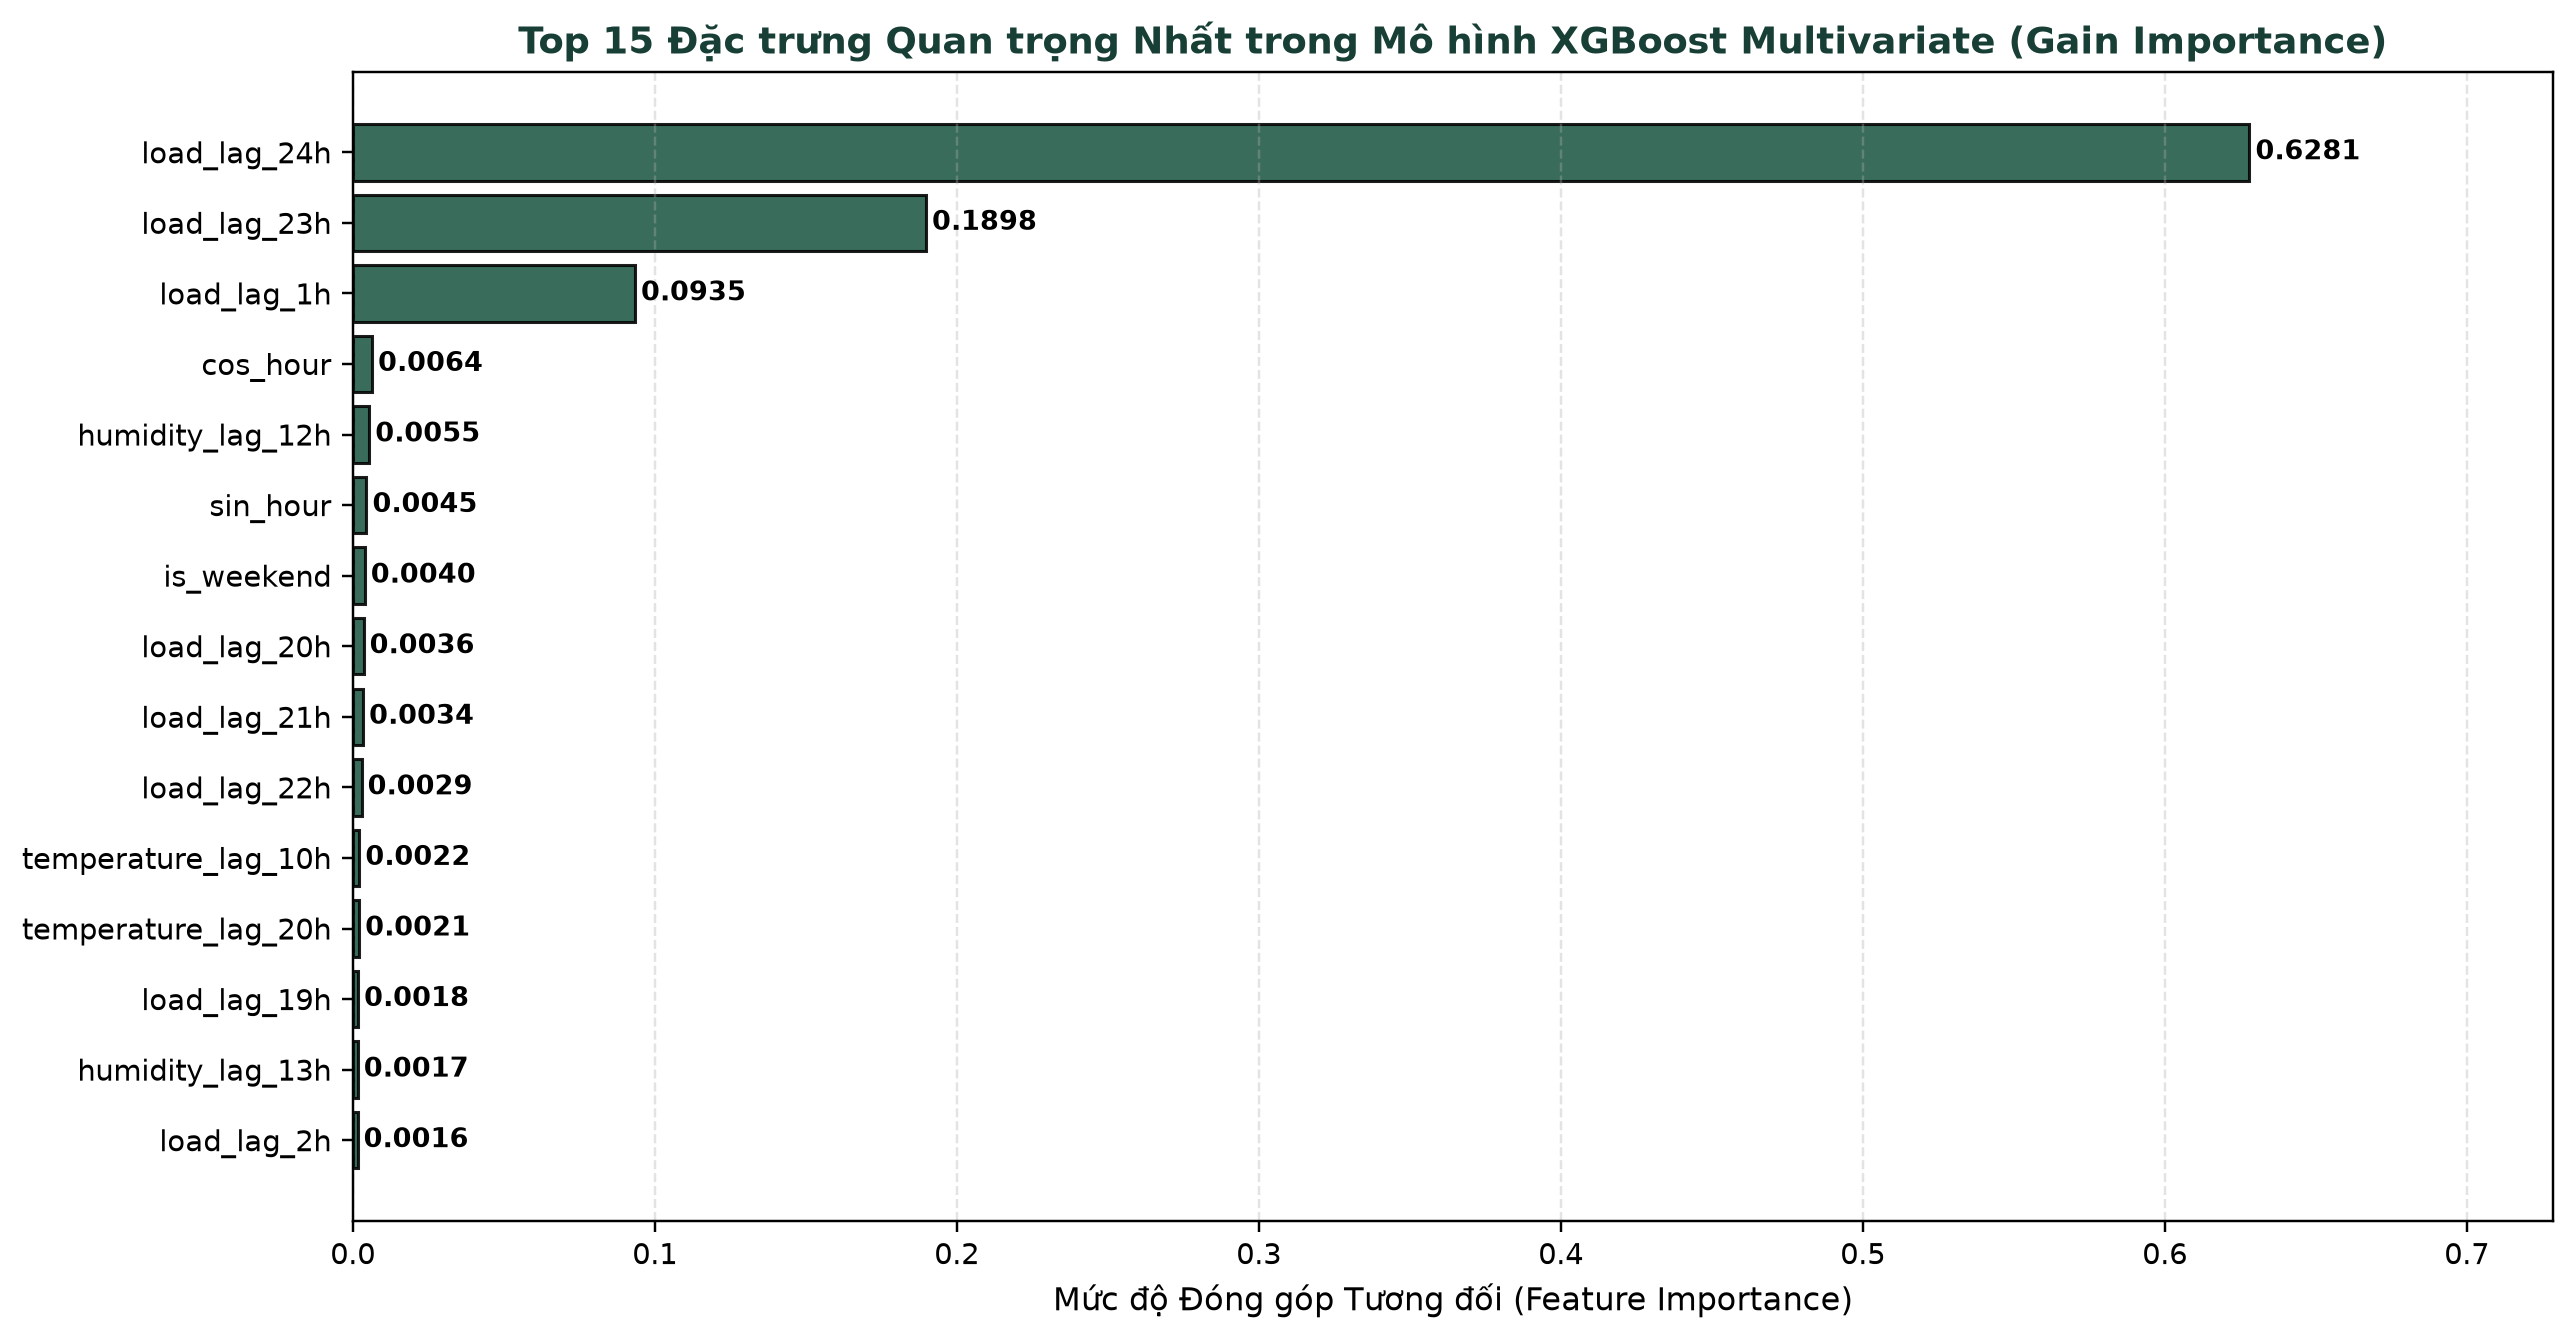 Top 15 Đặc trưng Quan trọng Nhất trong Mô hình XGBoost Multivariate (Gain Importance)
load_lag_24h 0.6281
load_lag_23h 0.1898
load_lag_1h 0.0935
cos_hour 0.0064
humidity_lag_12h 0.0055
sin_hour 0.0045
is_weekend 0.0040
load_lag_20h 0.0036
load_lag_21h 0.0034
load_lag_22h 0.0029
temperature_lag_10h 0.0022
temperature_lag_20h 0.0021
load_lag_19h 0.0018
humidity_lag_13h 0.0017
load_lag_2h 0.0016
0.0 0.1 0.2 0.3 0.4 0.5 0.6 0.7
Mức độ Đóng góp Tương đối (Feature Importance)